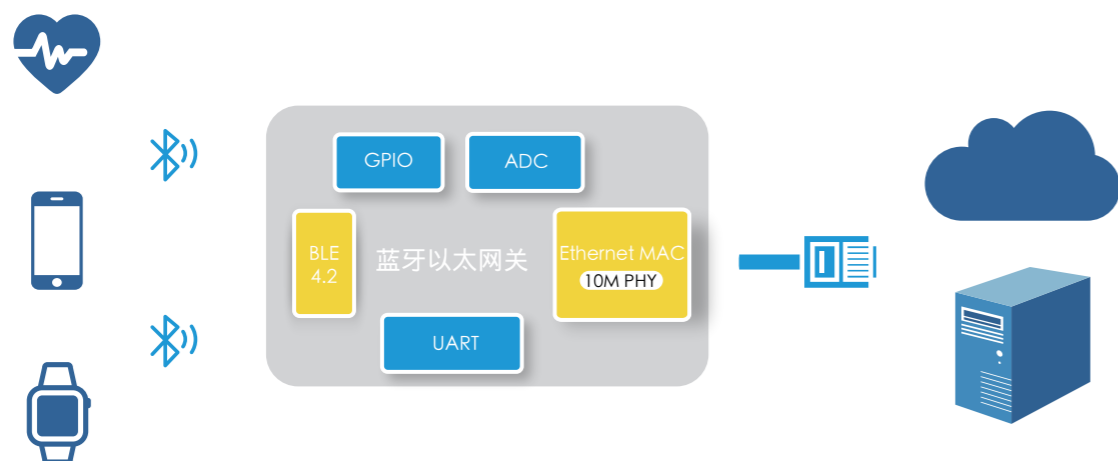 GPIO
ADC
BLE
4.2
蓝牙以太网关
Ethernet MAC
10M PHY
UART